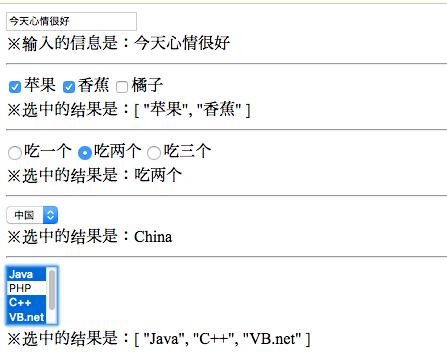 今天心情很好
※输入的信息是：今天心情很好
苹果 香蕉 橘子
※选中的结果是：[ "苹果", "香蕉" ]
吃一个 吃两个 吃三个
※选中的结果是：吃两个
中国
※选中的结果是：China
Java
PHP
C++
VB.net
※选中的结果是：[ "Java", "C++", "VB.net" ]